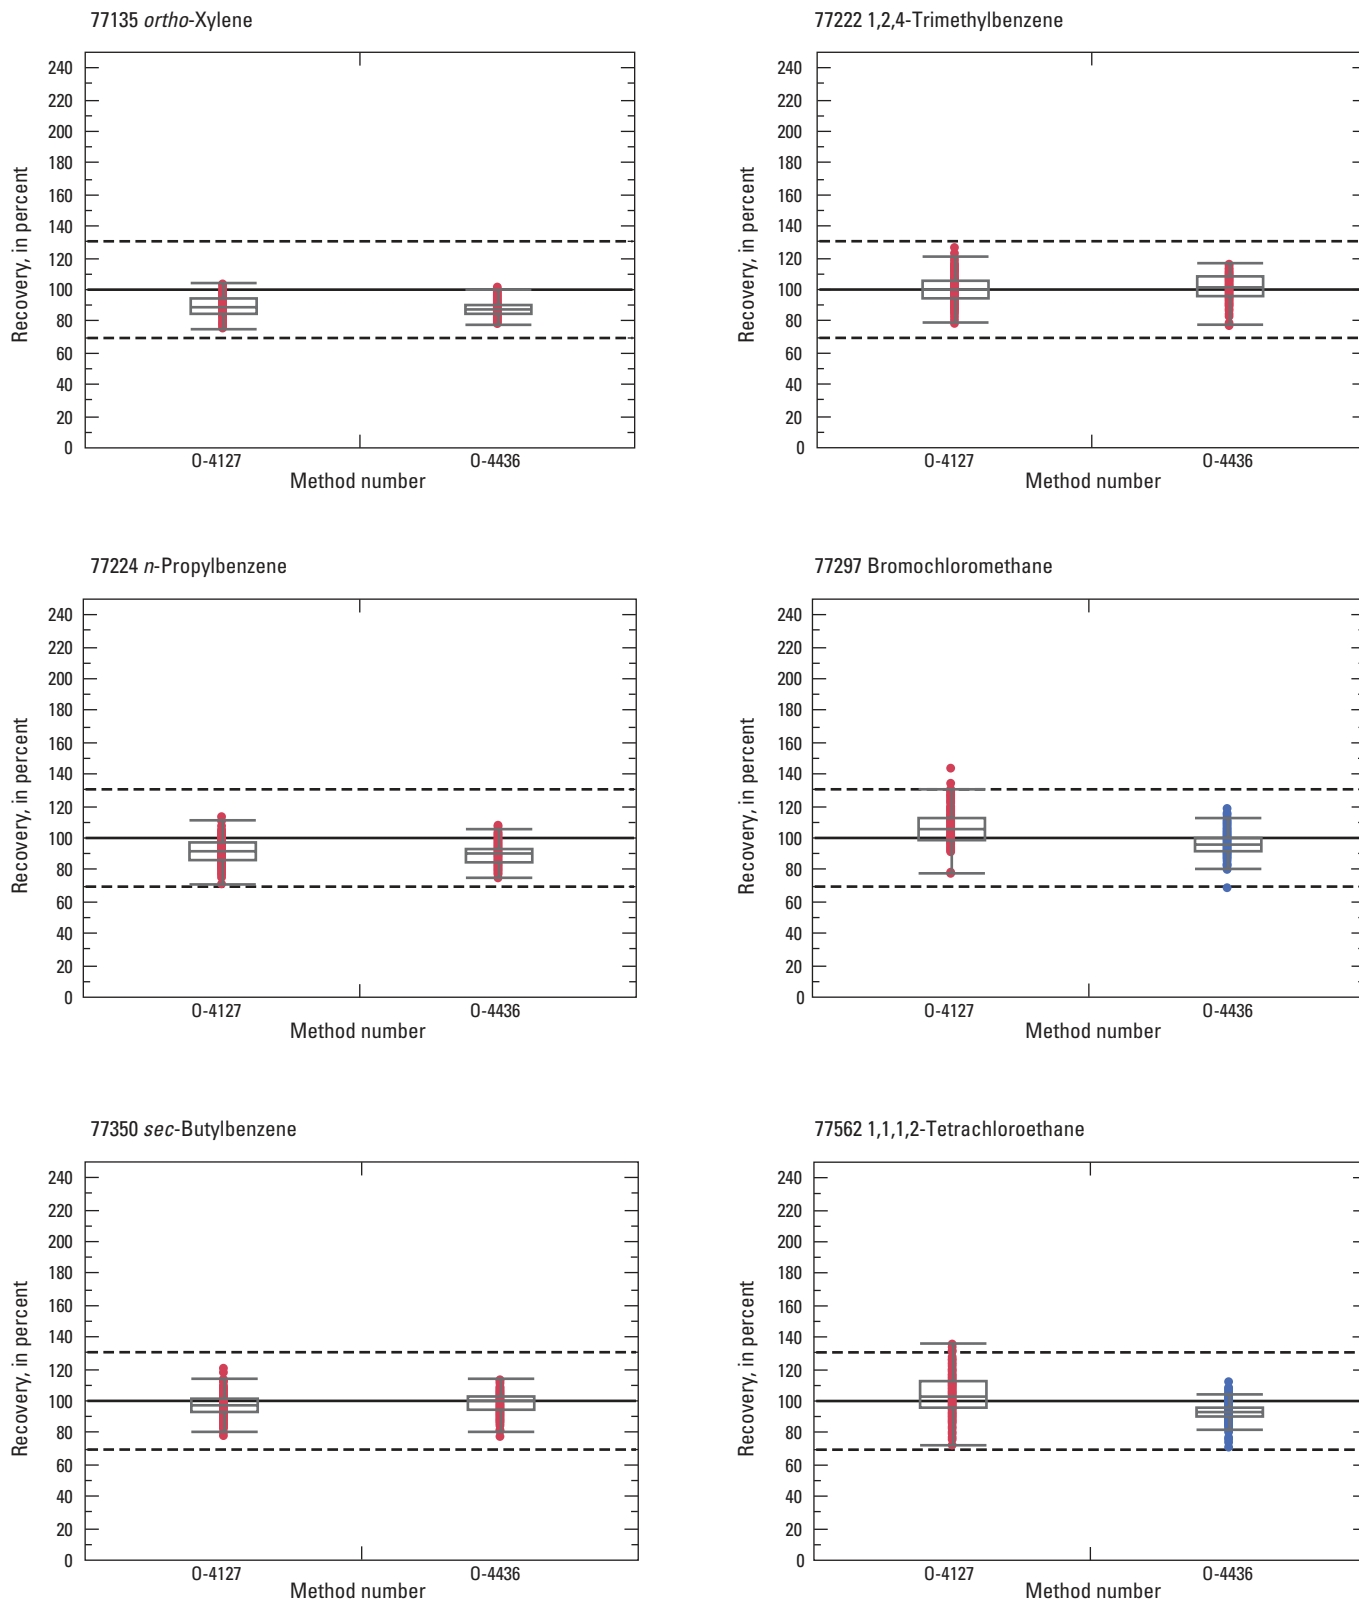 77135 ortho-Xylene
240
220
200
180
160
140
120
100
80
60
40
20
0
Recovery, in percent
O-4127
O-4436
Method number
77222 1,2,4-Trimethylbenzene
240
220
200
180
160
140
120
100
80
60
40
20
0
Recovery, in percent
O-4127
O-4436
Method number
77224 n-Propylbenzene
240
220
200
180
160
140
120
100
80
60
40
20
0
Recovery, in percent
O-4127
O-4436
Method number
77297 Bromochloromethane
240
220
200
180
160
140
120
100
80
60
40
20
0
Recovery, in percent
O-4127
O-4436
Method number
77350 sec-Butylbenzene
240
220
200
180
160
140
120
100
80
60
40
20
0
Recovery, in percent
O-4127
O-4436
Method number
77562 1,1,1,2-Tetrachloroethane
240
220
200
180
160
140
120
100
80
60
40
20
0
Recovery, in percent
O-4127
O-4436
Method number